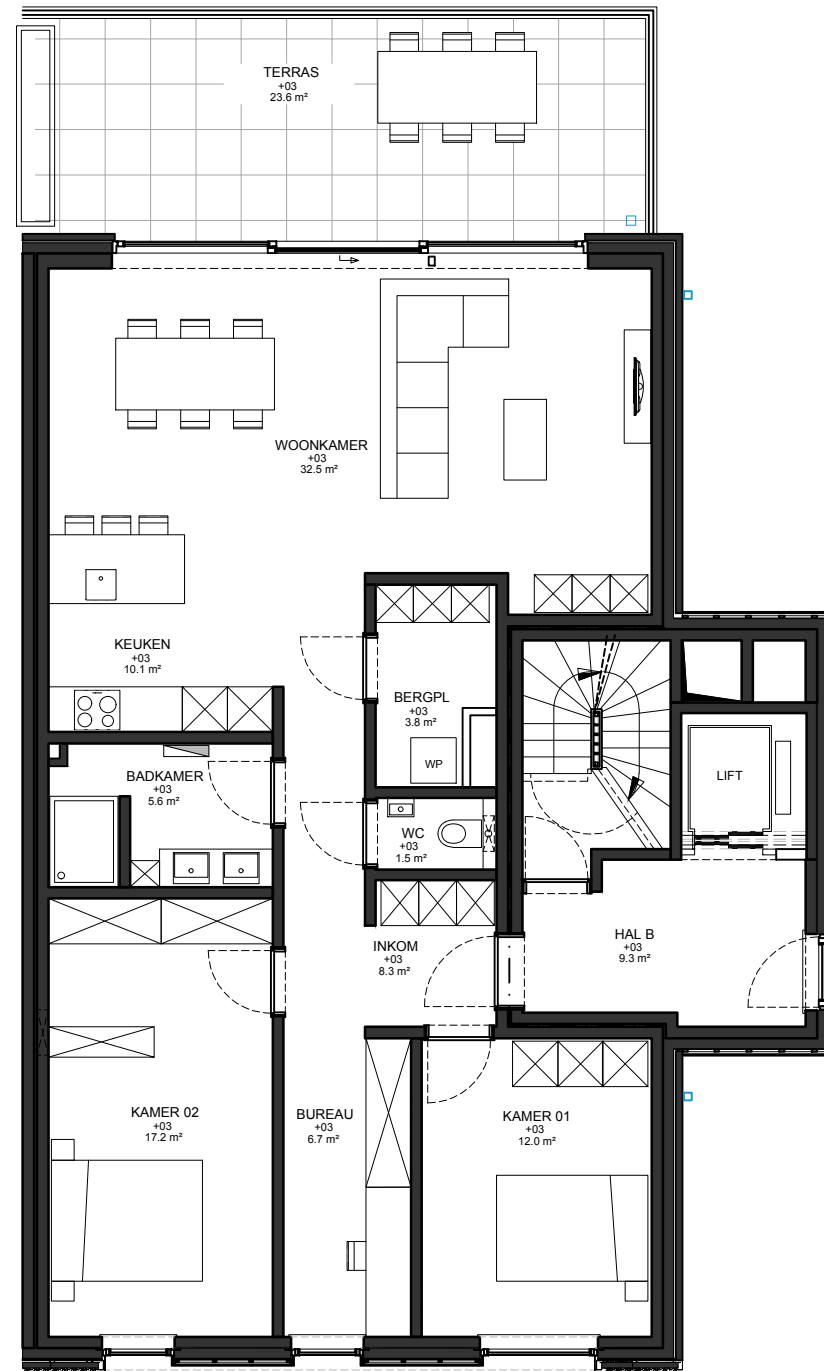 TERRAS
+03
23.6 m²
WOONKAMER
+03
32.5 m²
KEUKEN
+03
10.1 m²
BERGPL
+03
3.8 m²
WP
LIFT
BADKAMER
+03
5.6 m²
WC
+03
1.5 m²
INKOM
+03
8.3 m²
HAL B
+03
9.3 m²
KAMER 02
+03
17.2 m²
BUREAU
+03
6.7 m²
KAMER 01
+03
12.0 m²